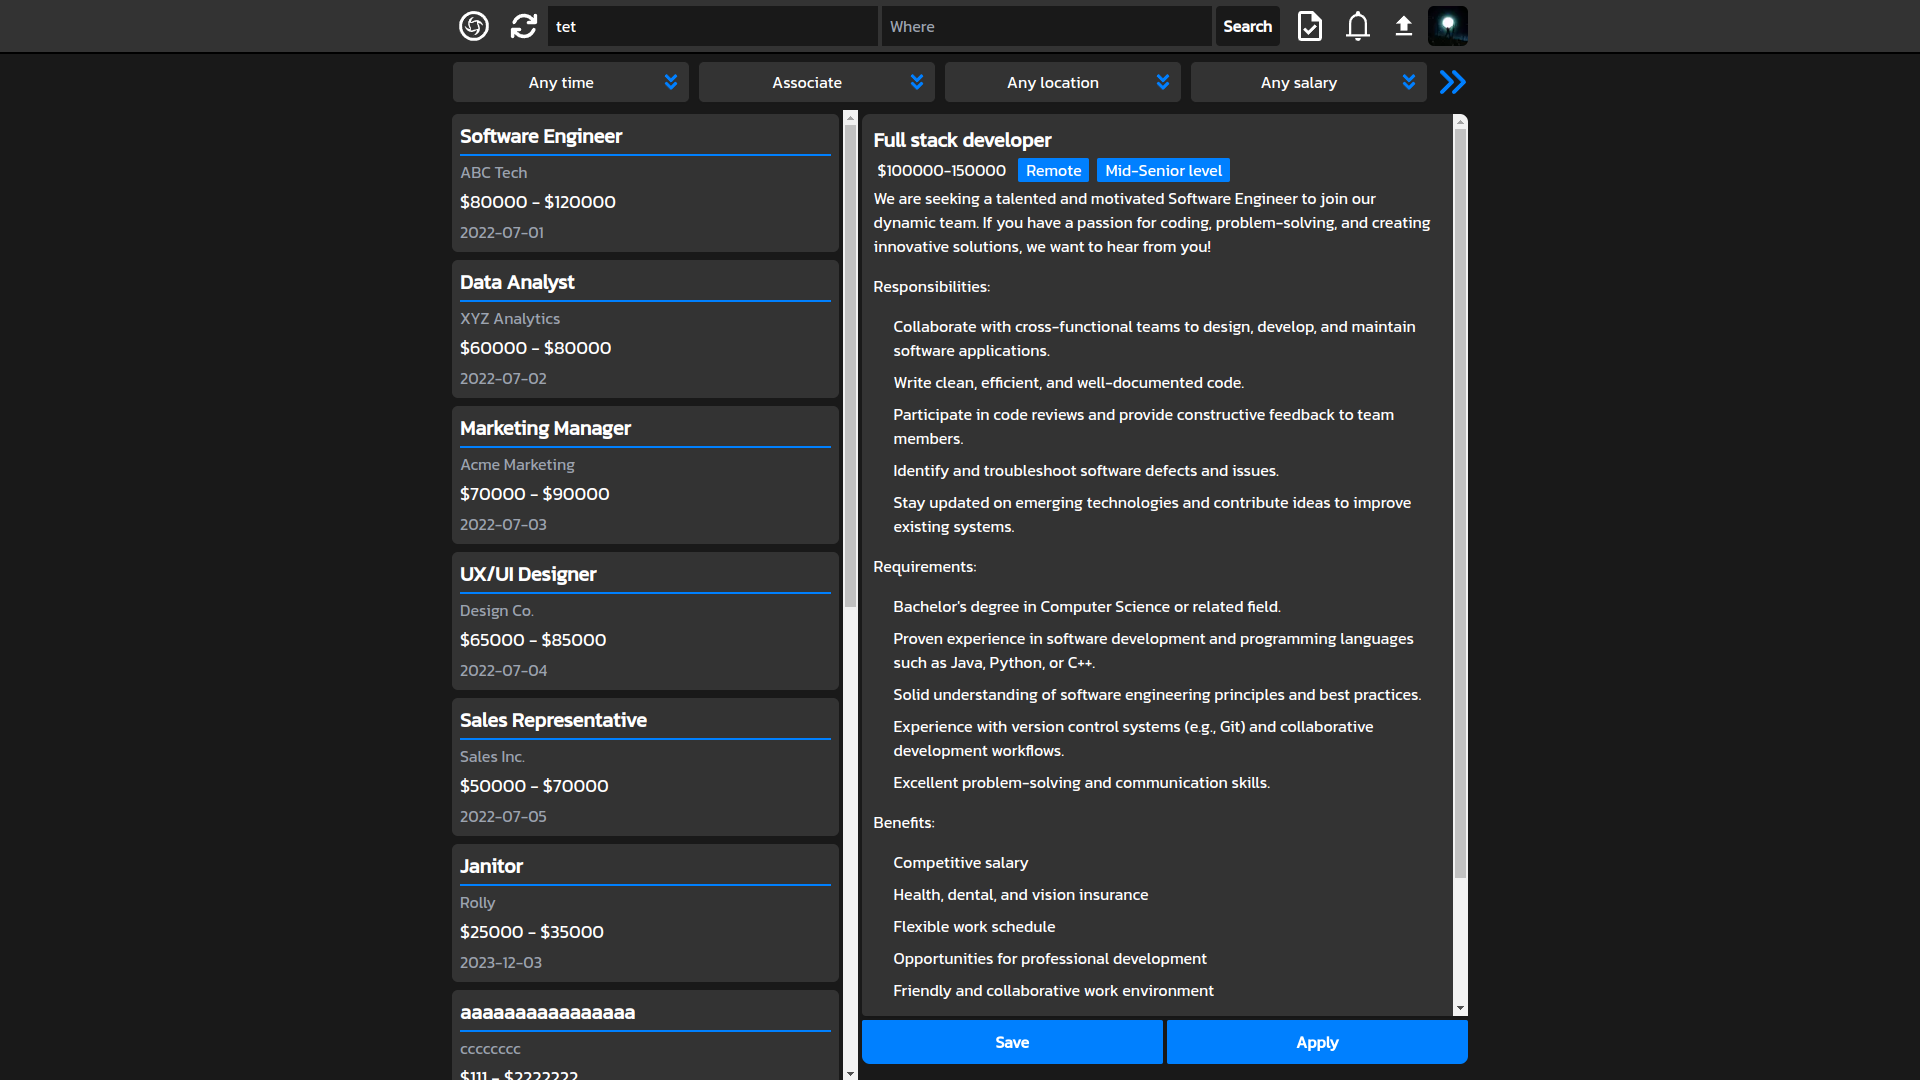 tet
Where
Search
Any time
Associate
Any location
Any salary
Software Engineer
ABC Tech
$80000 - $120000
2022-07-01
Data Analyst
XYZ Analytics
$60000 - $80000
2022-07-02
Marketing Manager
Acme Marketing
$70000 - $90000
2022-07-03
UX/UI Designer
Design Co.
$65000 - $85000
2022-07-04
Sales Representative
Sales Inc.
$50000 - $70000
2022-07-05
Janitor
Rolly
$25000 - $35000
2023-12-03
aaaaaaaaaaaaaaaa
cccccccc
$111 - $2222222
Full stack developer
$100000-150000 Remote Mid-Senior level
We are seeking a talented and motivated Software Engineer to join our
dynamic team. If you have a passion for coding, problem-solving, and creating
innovative solutions, we want to hear from you!
Responsibilities:
Collaborate with cross-functional teams to design, develop, and maintain
software applications.
Write clean, efficient, and well-documented code.
Participate in code reviews and provide constructive feedback to team
members.
Identify and troubleshoot software defects and issues.
Stay updated on emerging technologies and contribute ideas to improve
existing systems.
Requirements:
Bachelor's degree in Computer Science or related field.
Proven experience in software development and programming languages
such as Java, Python, or C++.
Solid understanding of software engineering principles and best practices.
Experience with version control systems (e.g., Git) and collaborative
development workflows.
Excellent problem-solving and communication skills.
Benefits:
Competitive salary
Health, dental, and vision insurance
Flexible work schedule
Opportunities for professional development
Friendly and collaborative work environment
Save
Apply